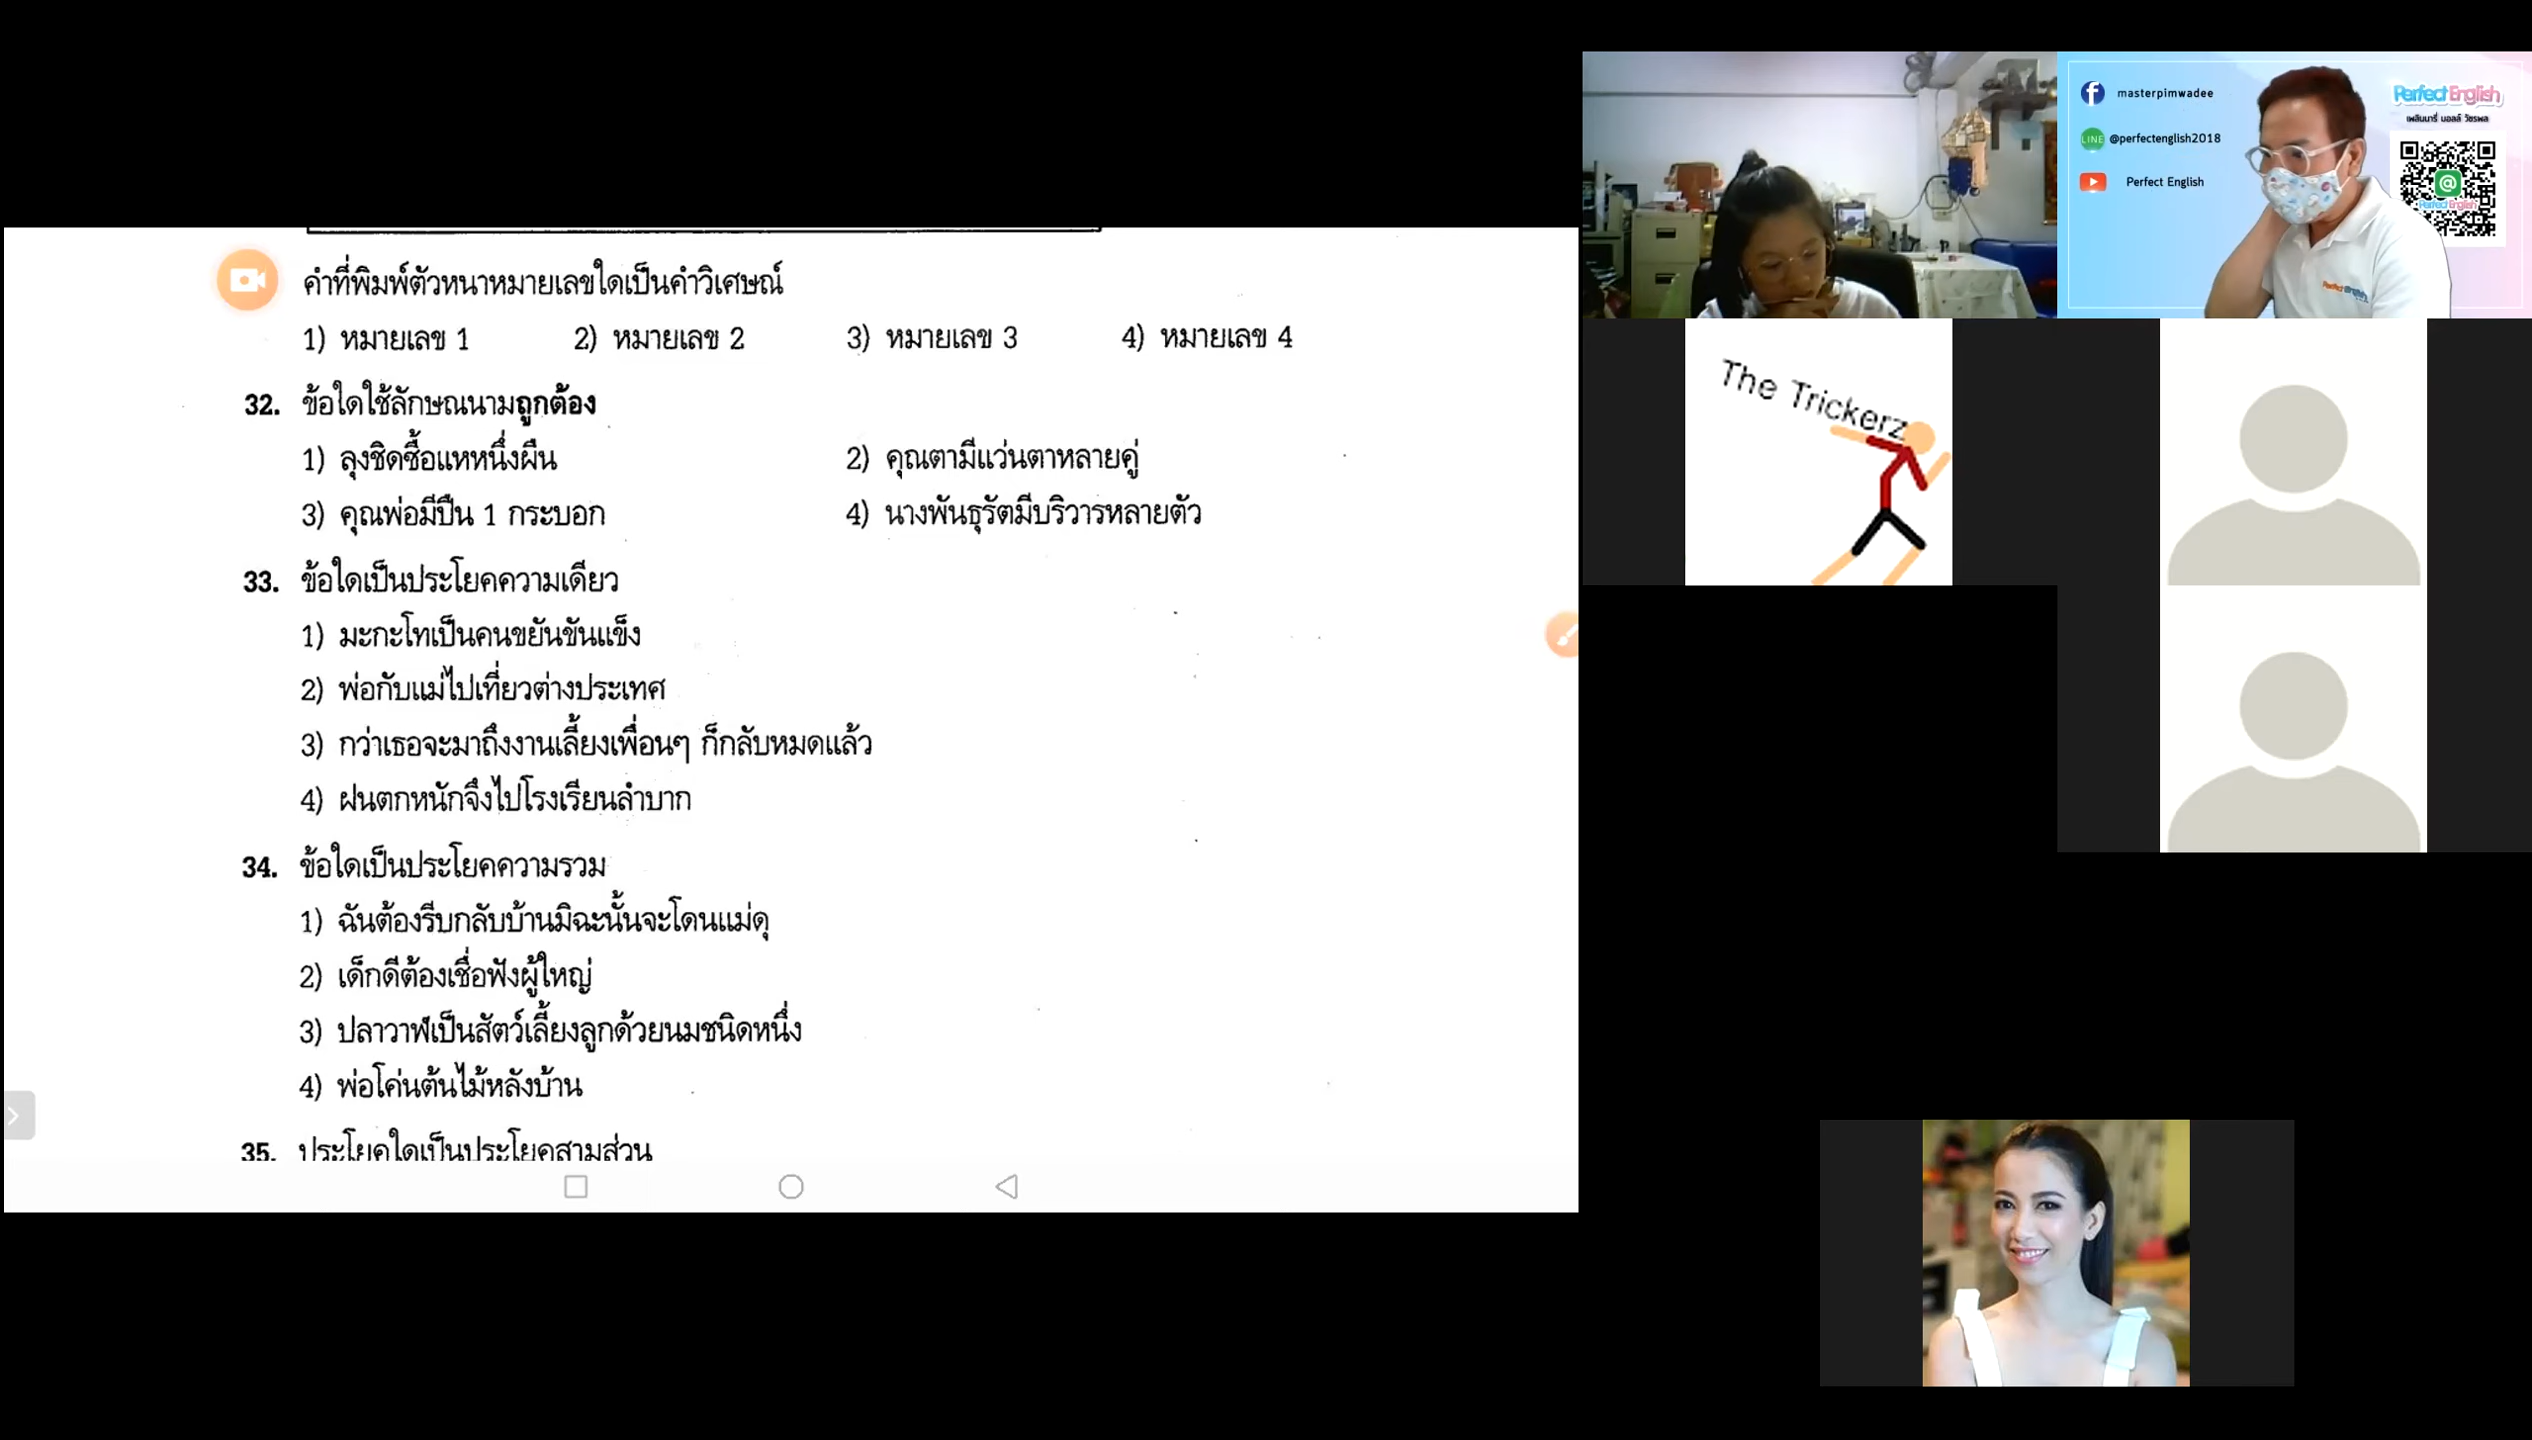 คำที่พิมพ์ตัวหนาหมายเลขใดเป็นคำวิเศษณ์
1) หมายเลข 1 2) หมายเลข 2 3) หมายเลข 3 4) หมายเลข 4
32. ข้อใดใช้ลักษณนามถูกต้อง
1) ลุงชิดซื้อแหหนึ่งผืน 2) คุณตามีแว่นตาหลายคู่
3) คุณพ่อมีปืน 1 กระบอก 4) นางพันธุรัตมีบริวารหลายตัว
33. ข้อใดเป็นประโยคความเดียว
1) มะกะโทเป็นคนขยันขันแข็ง
2) พ่อกับแม่ไปเที่ยวต่างประเทศ
3) กว่าเธอจะมาถึงงานเลี้ยงเพื่อนๆ ก็กลับหมดแล้ว
4) ฝนตกหนักจึงไปโรงเรียนลำบาก
34. ข้อใดเป็นประโยคความรวม
1) ฉันต้องรีบกลับบ้านมิฉะนั้นจะโดนแม่ดุ
2) เด็กดีต้องเชื่อฟังผู้ใหญ่
3) ปลาวาฬเป็นสัตว์เลี้ยงลูกด้วยนมชนิดหนึ่ง
4) พ่อโค่นต้นไม้หลังบ้าน
35. ประโยคใดเป็นประโยคสามส่วน
masterpimwadee
LINE @perfectenglish2018
Perfect English
Perfect English
เพลินนารี่ มอลล์ วัชรพล
Perfect English
Perfect English
The Trickerz